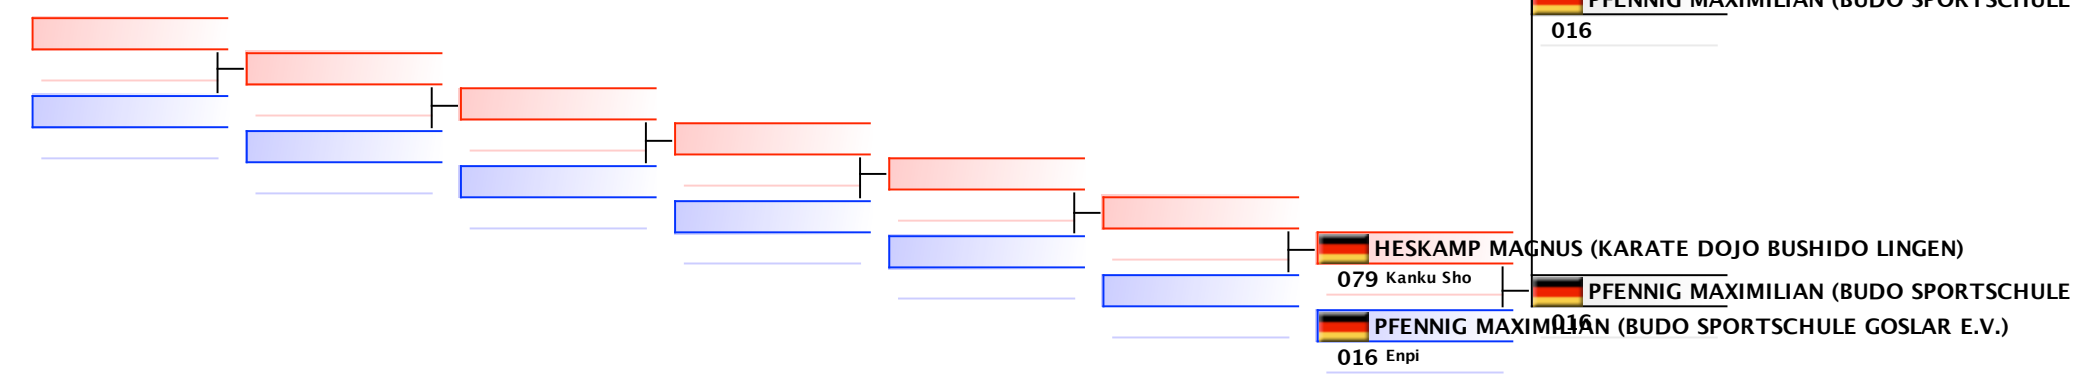 PFENNIG MAXIMILIAN (BUDO SPORTSCHULE
016
HESKAMP MAGNUS (KARATE DOJO BUSHIDO LINGEN)
079 Kanku Sho
PFENNIG MAXIMILIAN (BUDO SPORTSCHULE
016
PFENNIG MAXIMILIAN (BUDO SPORTSCHULE GOSLAR E.V.)
016 Enpi